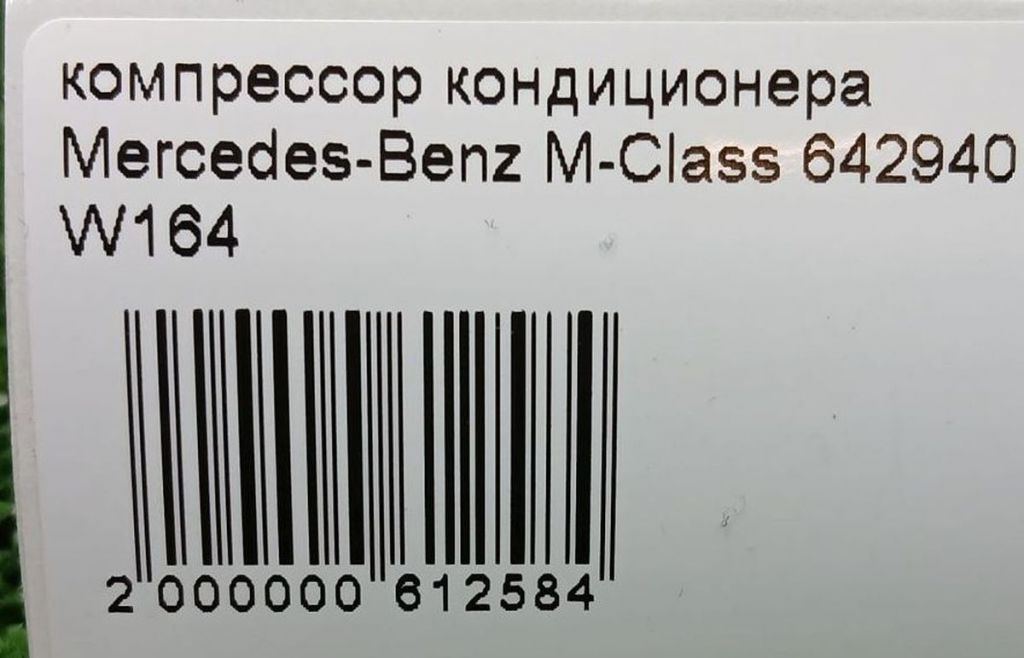 компрессор кондиционера
Mercedes-Benz M-Class 642940
W164
2 000000 612584